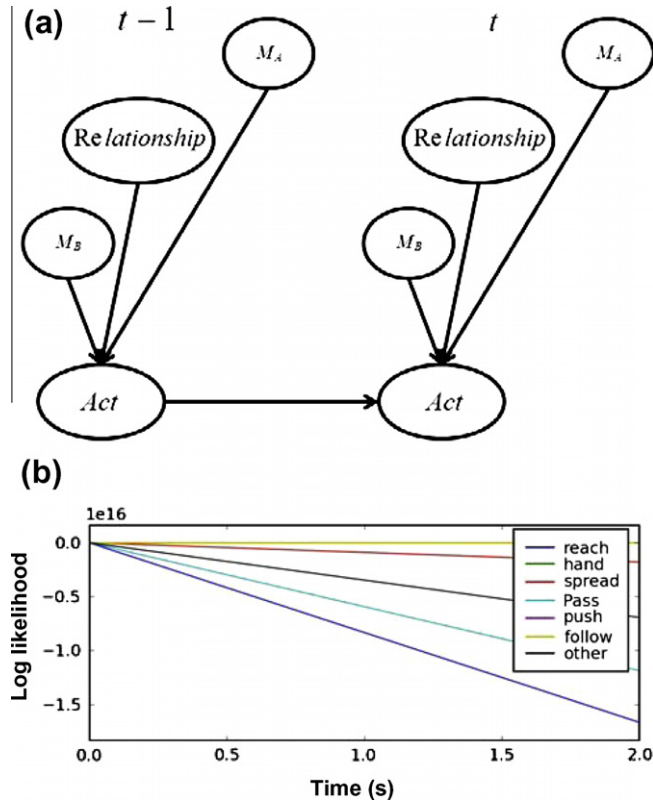 (a)
t − 1
t
M_A
M_A
Relationship
Relationship
M_B
M_B
Act
Act
(b)
1e16
0.0
−0.5
−1.0
−1.5
Log likelihood
reach
hand
spread
Pass
push
follow
other
0.0 0.5 1.0 1.5 2.0
Time (s)